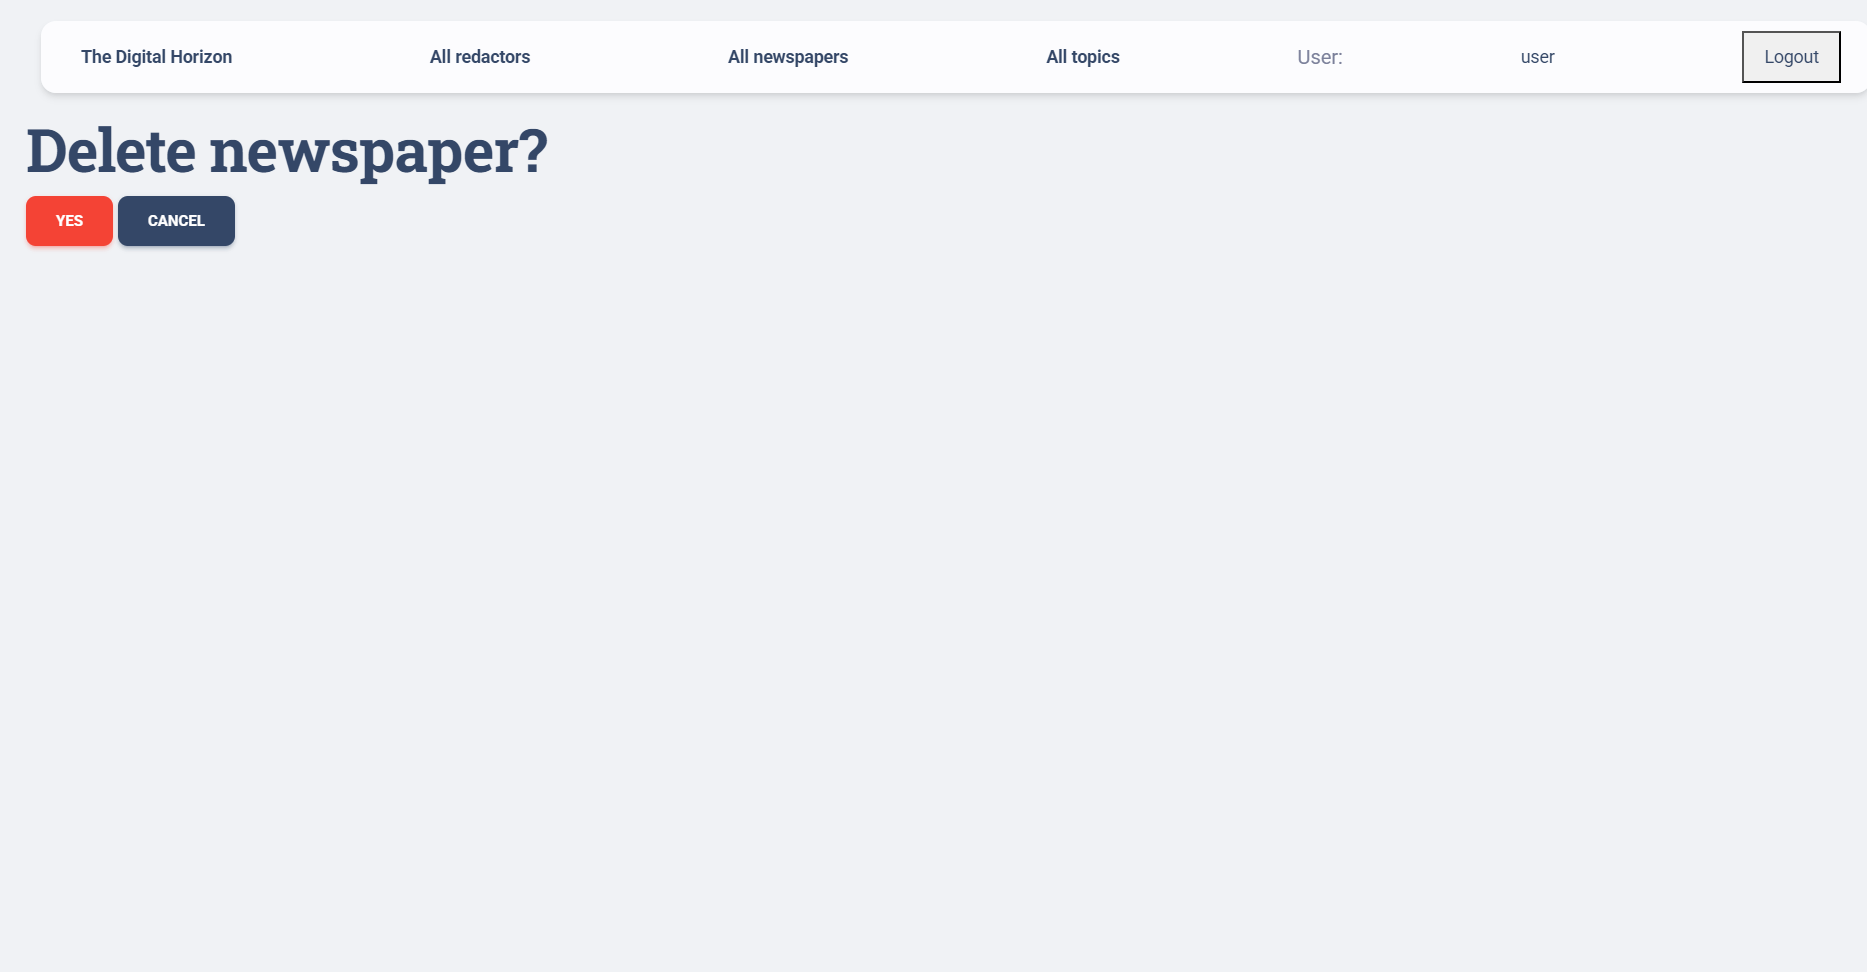 The Digital Horizon All redactors All newspapers All topics User: user Logout
Delete newspaper?
YES CANCEL